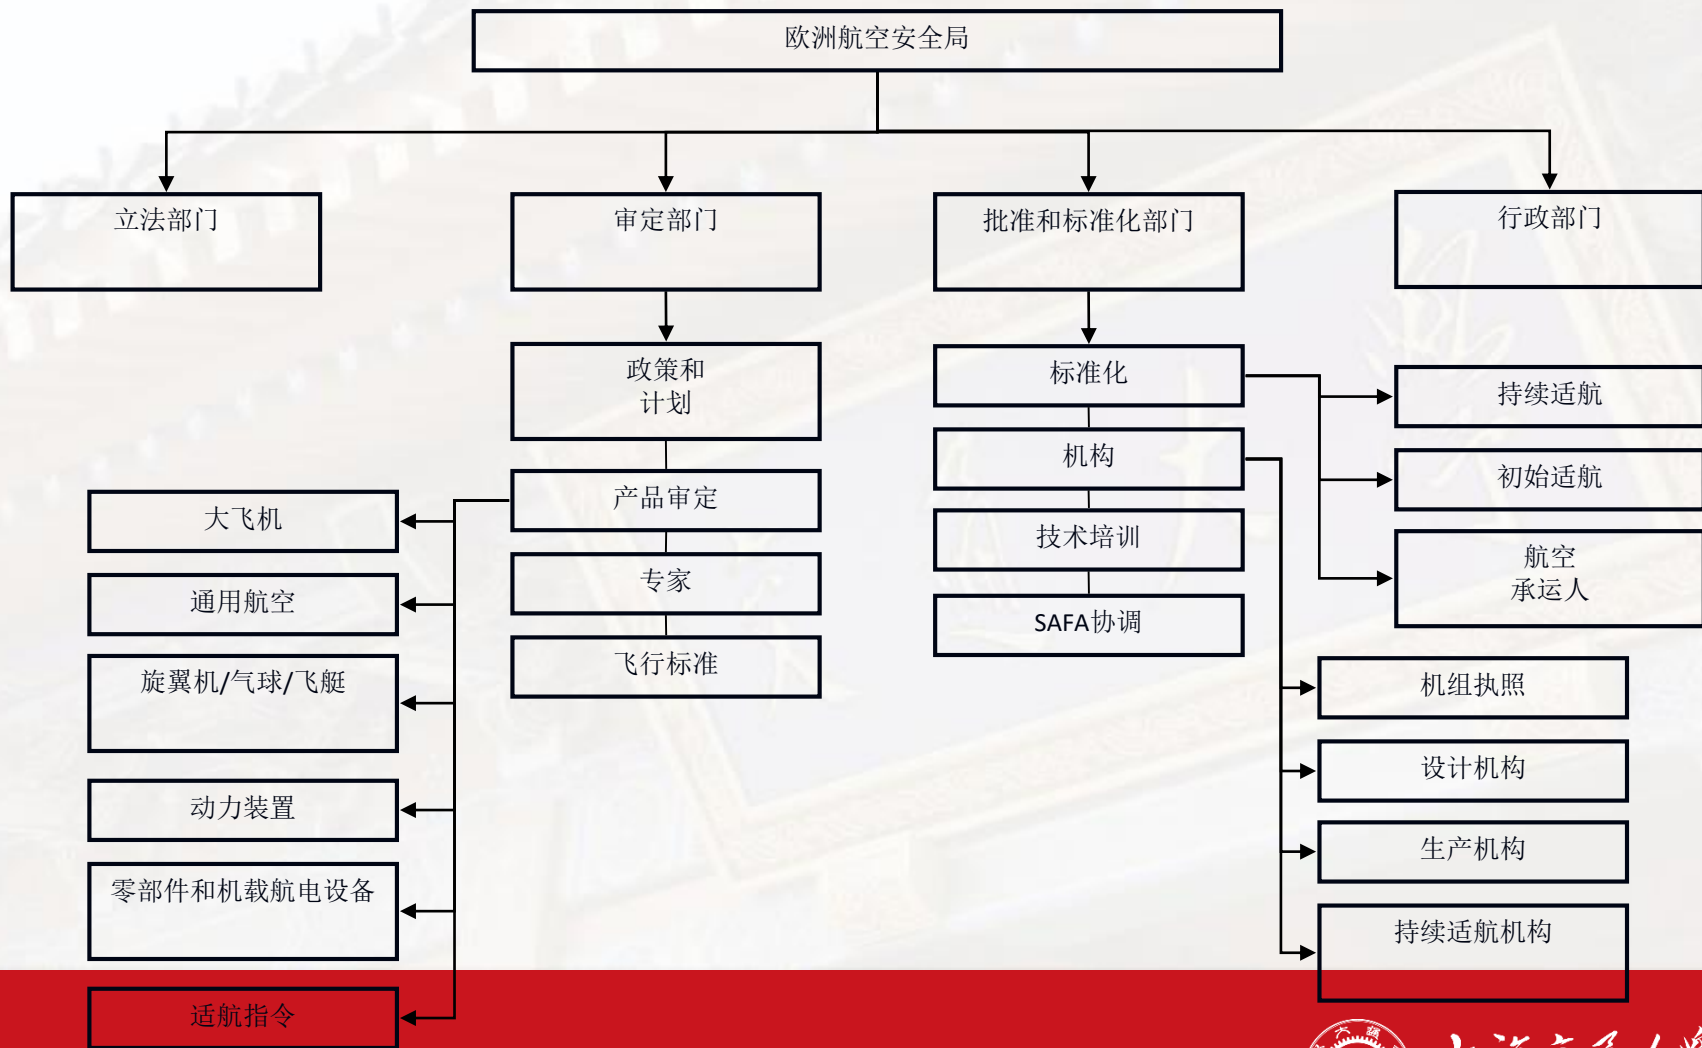 欧洲航空安全局
立法部门
审定部门
批准和标准化部门
行政部门
政策和
计划
产品审定
专家
飞行标准
大飞机
通用航空
旋翼机/气球/飞艇
动力装置
零部件和机载航电设备
适航指令
标准化
机构
技术培训
SAFA协调
持续适航
初始适航
航空
承运人
机组执照
设计机构
生产机构
持续适航机构